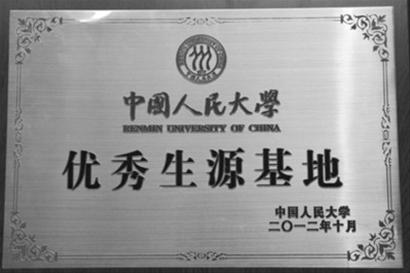 中國人民大學
RENMIN UNIVERSITY OF CHINA
优秀生源基地
中国人民大学
二〇一二年十月